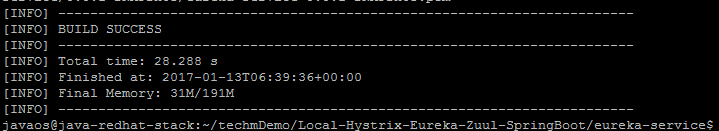 [INFO] ------------------------------------------------------------------------
[INFO] BUILD SUCCESS
[INFO] ------------------------------------------------------------------------
[INFO] Total time: 28.288 s
[INFO] Finished at: 2017-01-13T06:39:36+00:00
[INFO] Final Memory: 31M/191M
[INFO] ------------------------------------------------------------------------
javaos@java-redhat-stack:~/techmDemo/Local-Hystrix-Eureka-Zuul-SpringBoot/eureka-service$